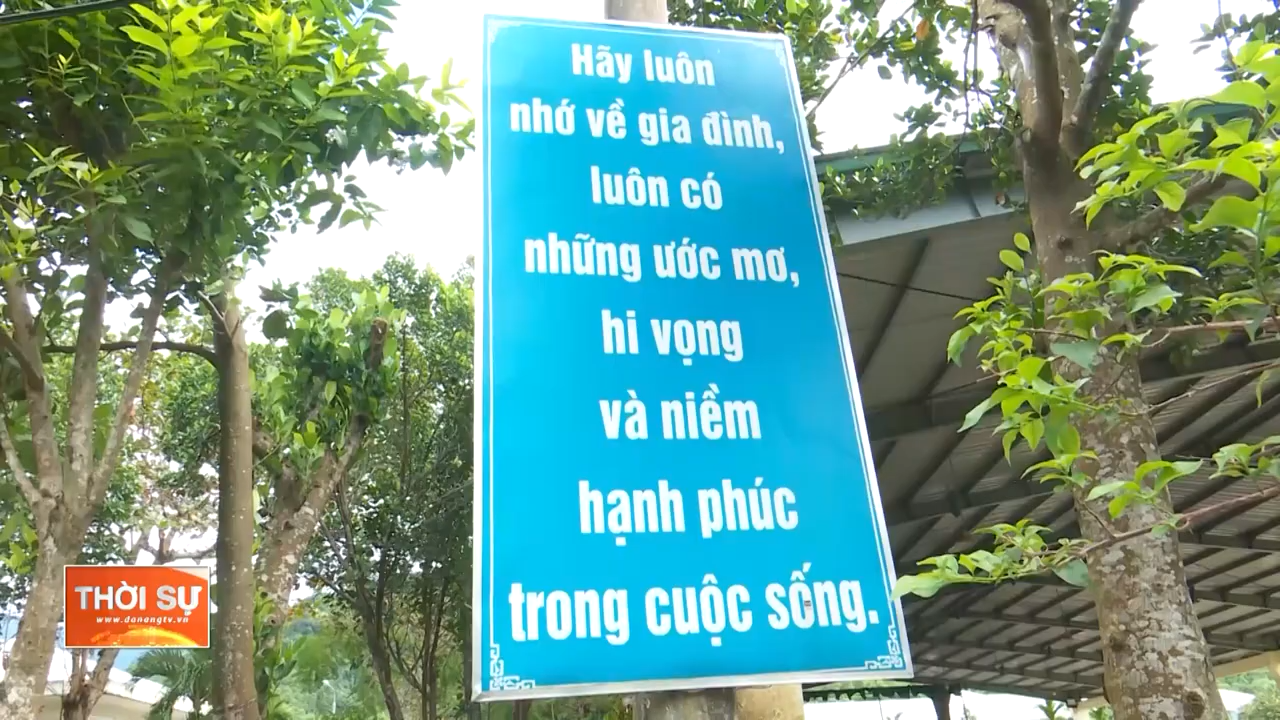 Hãy luôn
nhớ về gia đình,
luôn có
những ước mơ,
hi vọng
và niềm
hạnh phúc
trong cuộc sống.
THỜI SỰ
www.danangtv.vn